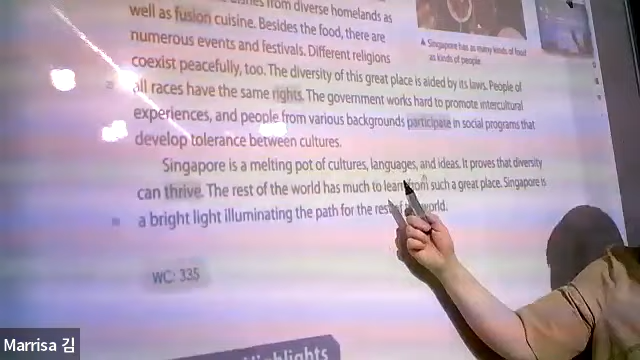 from diverse homelands as
well as fusion cuisine. Besides the food, there are
numerous events and festivals. Different religions
coexist peacefully, too. The diversity of this great place is aided by its laws. People of
all races have the same rights. The government works hard to promote intercultural
experiences, and people from various backgrounds participate in social programs that
develop tolerance between cultures.
Singapore is a melting pot of cultures, languages, and ideas. It proves that diversity
can thrive. The rest of the world has much to learn from such a great place. Singapore is
a bright light illuminating the path for the rest of world.
WC: 335
▲ Singapore has as many kinds of food
as kinds of people.
Highlights
Marrisa 김